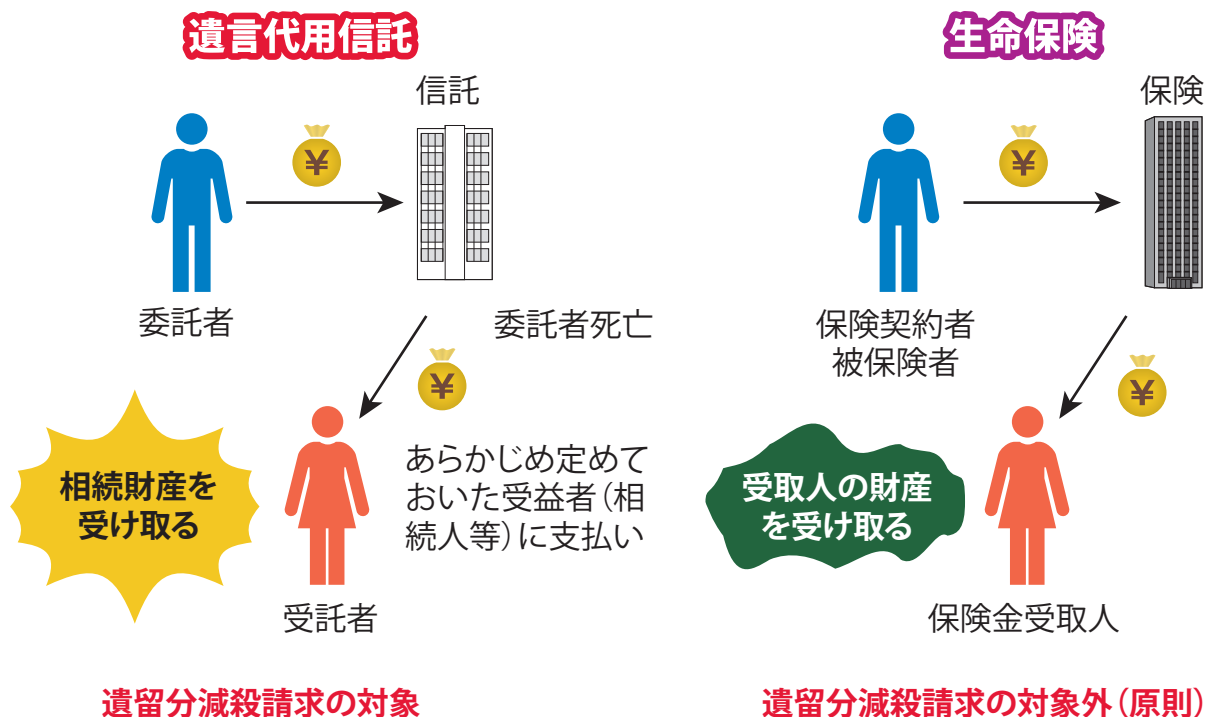 遺言代用信託
信託
¥
委託者
委託者死亡
¥
相続財産を
受け取る
あらかじめ定めて
おいた受益者(相
続人等)に支払い
受託者
遺留分減殺請求の対象
生命保険
保険
¥
保険契約者
被保険者
¥
受取人の財産
を受け取る
保険金受取人
遺留分減殺請求の対象外(原則)